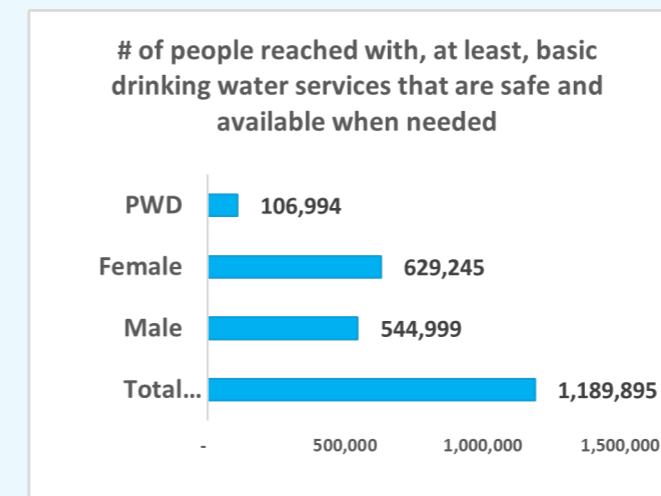 # of people reached with, at least, basic
drinking water services that are safe and
available when needed
PWD 106,994
Female 629,245
Male 544,999
Total... 1,189,895
- 500,000 1,000,000 1,500,000